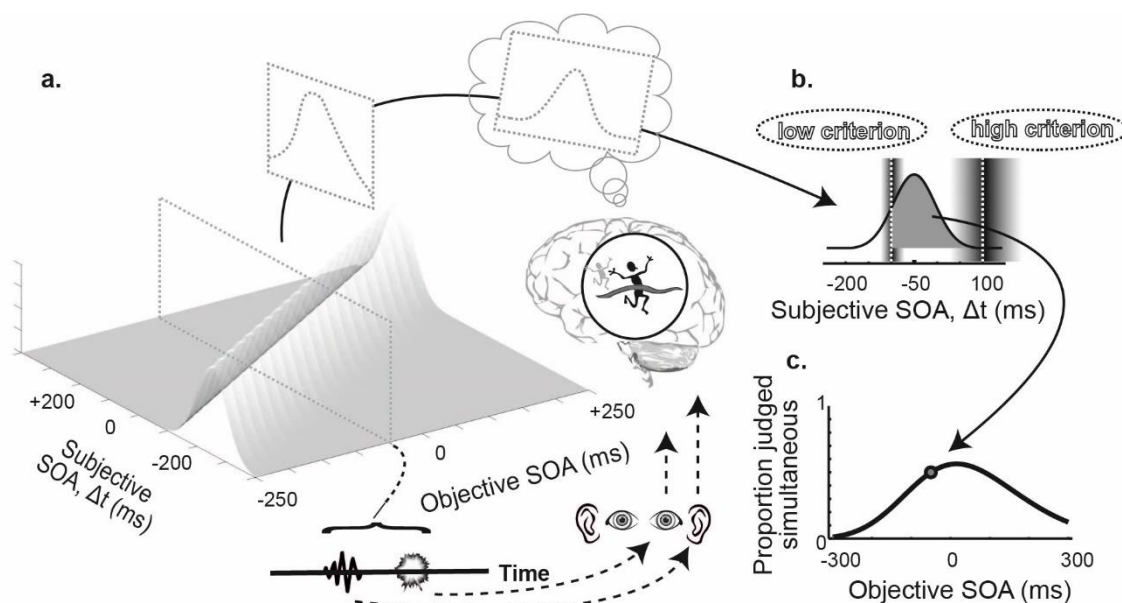 a.
+200
0
-200
Subjective
SOA, Δt (ms)
-250
0
+250
Objective SOA (ms)
Time
b.
low criterion
high criterion
-200
-50
100
Subjective SOA, Δt (ms)
c.
1
0
Proportion judged
simultaneous
-300
0
300
Objective SOA (ms)